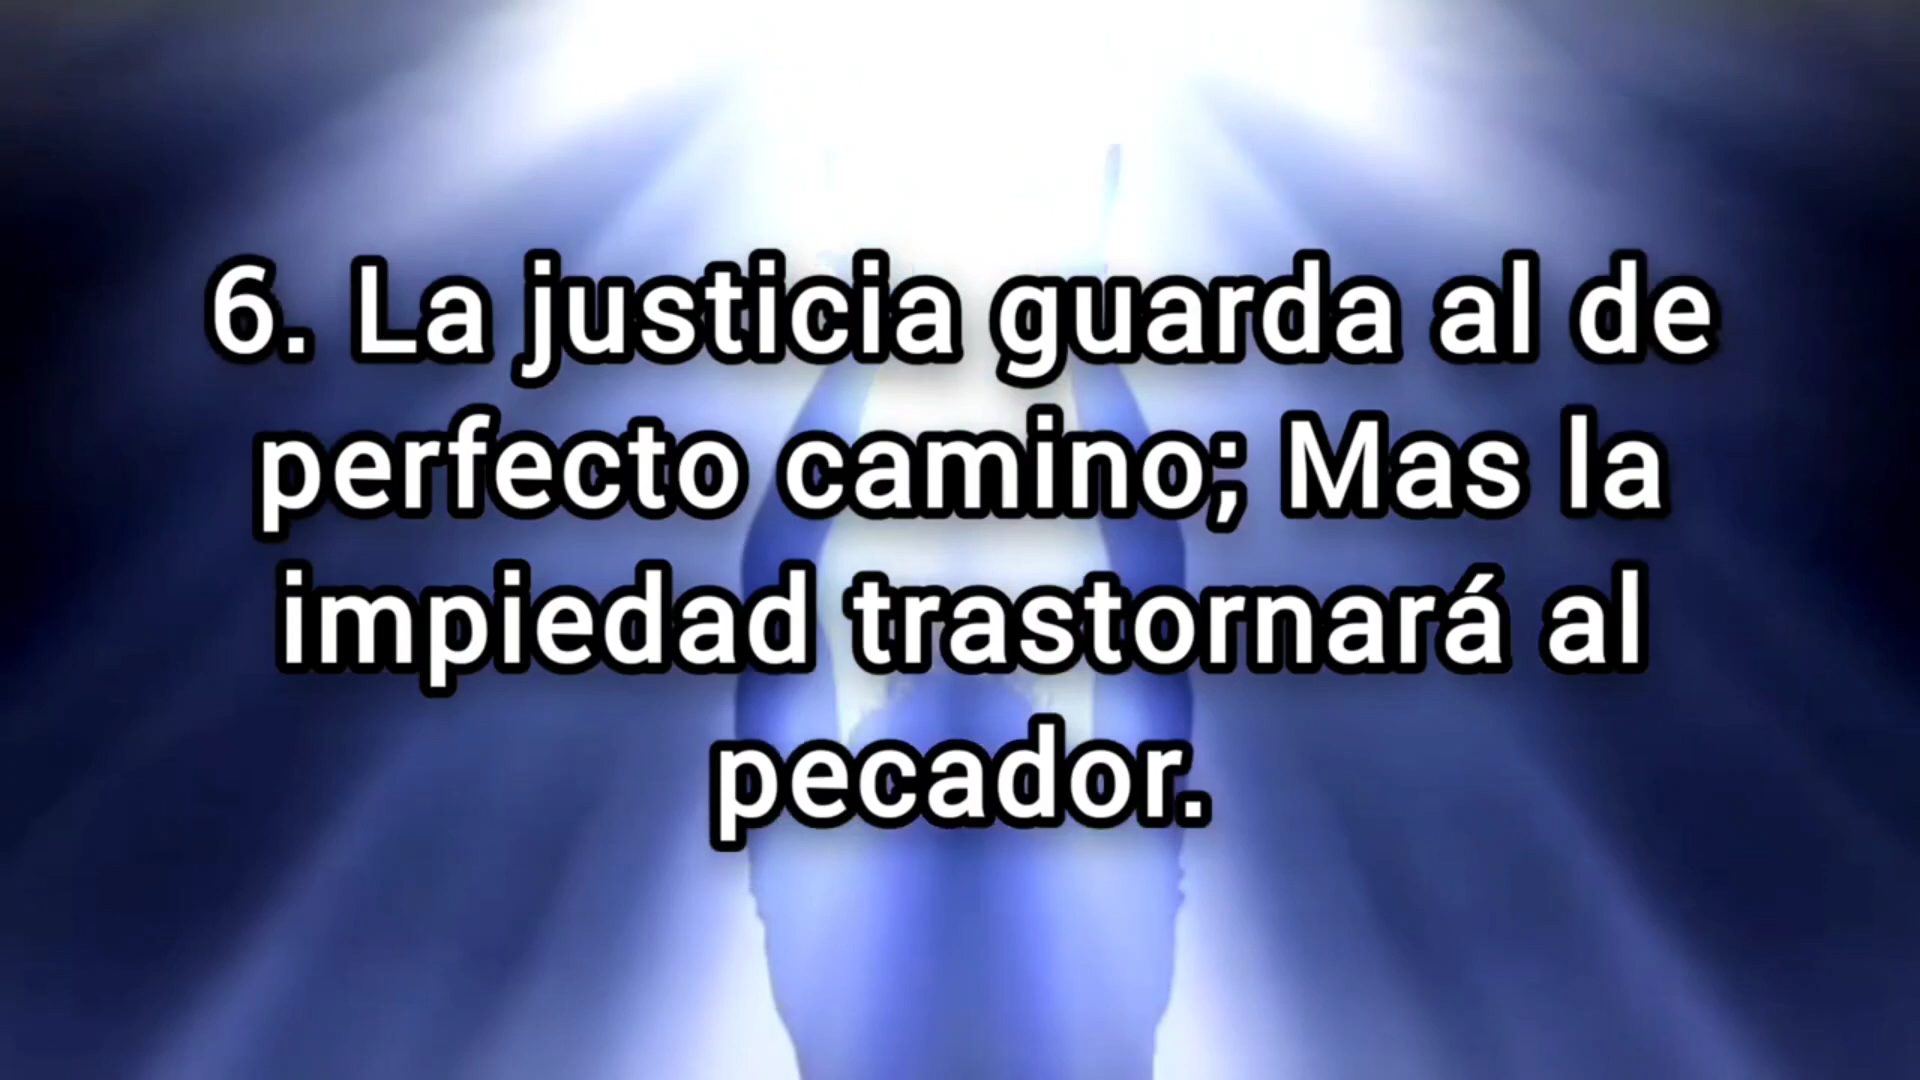 6. La justicia guarda al de
perfecto camino; Mas la
impiedad trastornará al
pecador.